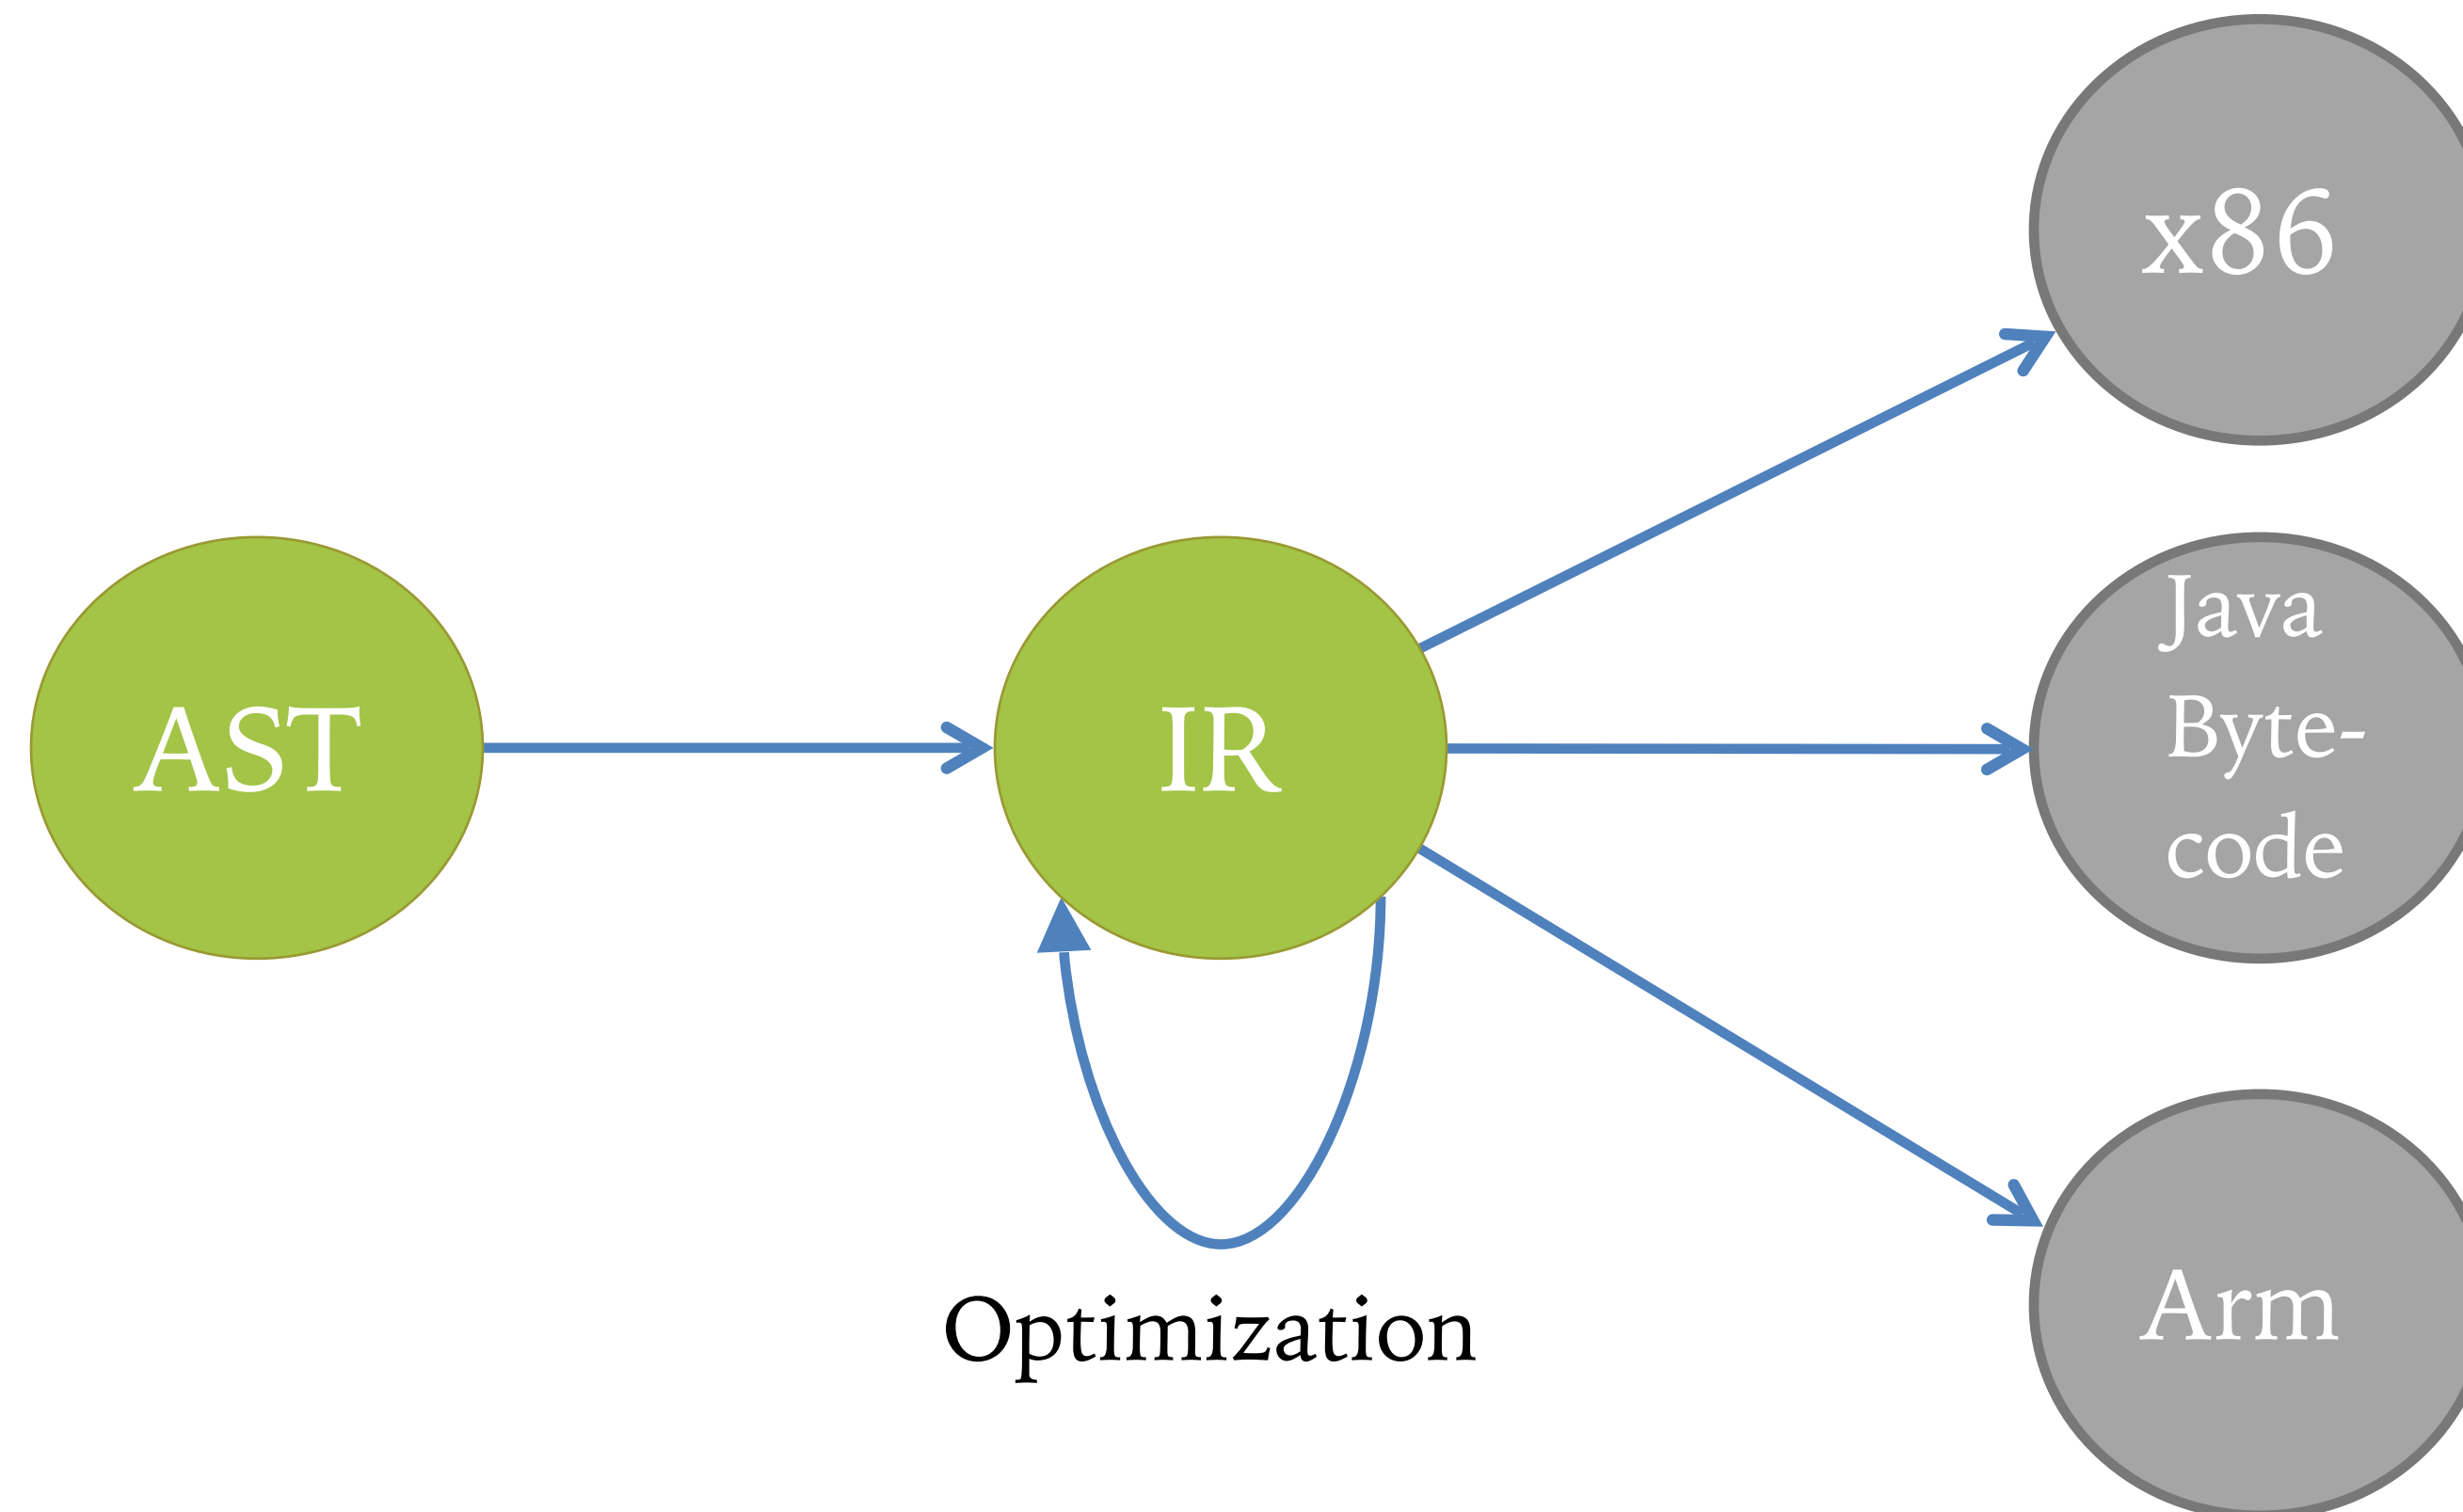 AST
IR
x86
Java
Byte-
code
Arm
Optimization